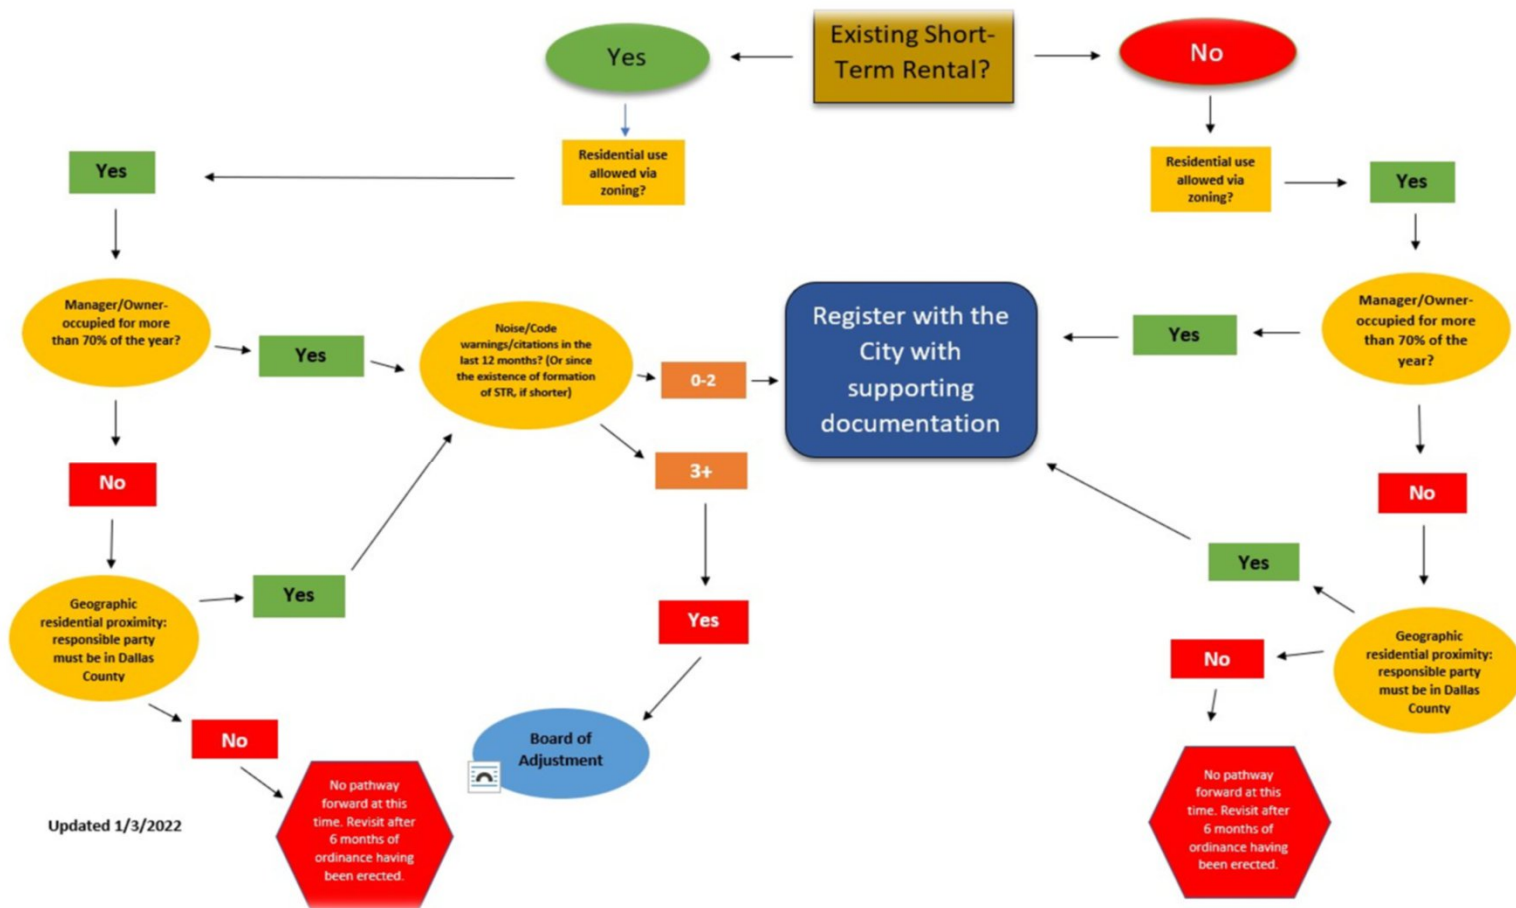 Existing Short-
Term Rental?
Yes
No
Residential use
allowed via
zoning?
Yes
Residential use
allowed via
zoning?
Yes
Manager/Owner-
occupied for more
than 70% of the year?
Yes
Noise/Code
warnings/citations in the
last 12 months? (Or since
the existence of formation
of STR, if shorter)
0-2
3+
Register with the
City with
supporting
documentation
Yes
Manager/Owner-
occupied for more
than 70% of the
year?
No
No
Geographic
residential proximity:
responsible party
must be in Dallas
County
Yes
Yes
Yes
No
Geographic
residential proximity:
responsible party
must be in Dallas
County
No
Board of
Adjustment
No pathway
forward at this
time. Revisit after
6 months of
ordinance having
been erected.
No pathway
forward at this
time. Revisit after
6 months of
ordinance having
been erected.
Updated 1/3/2022